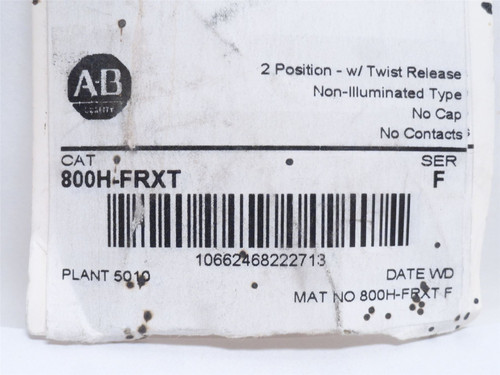 A-B
QUALITY
2 Position - w/ Twist Release
Non-Illuminated Type
No Cap
No Contacts
CAT
SER
800H-FRXT
F
10662468222713
PLANT 5010
DATE WD
MAT NO 800H-FRXT F